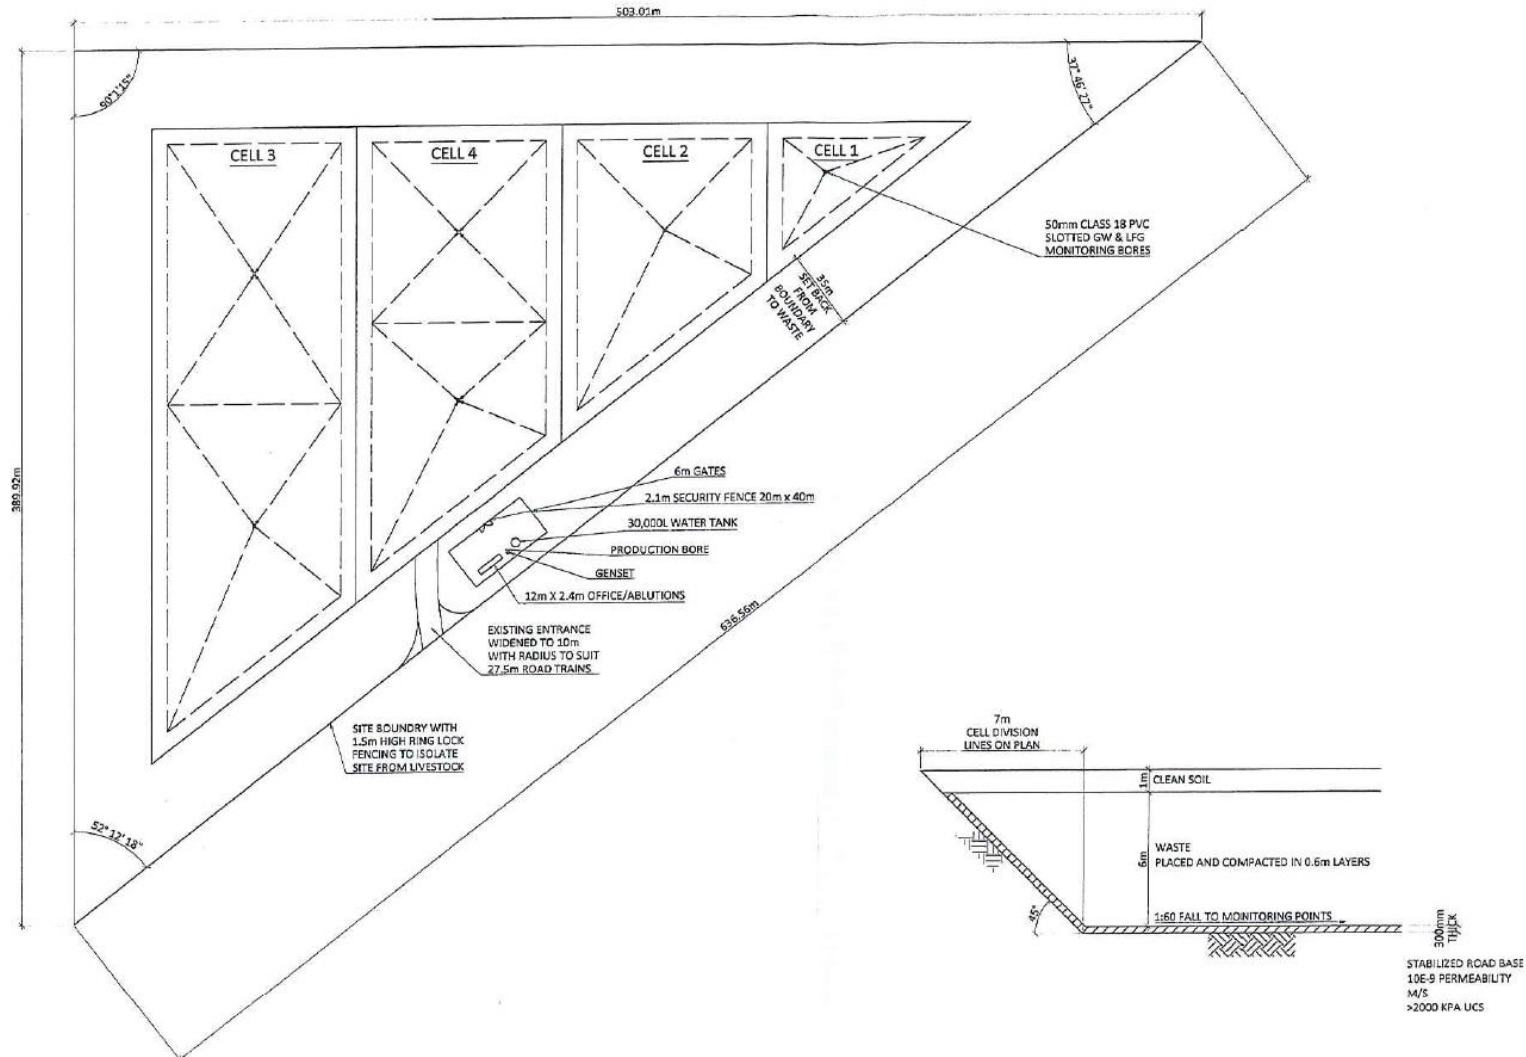 503.01m
90°1'15"
37° 46' 27"
CELL 3
CELL 4
CELL 2
CELL 1
50mm CLASS 18 PVC
SLOTTED GW & LFG
MONITORING BORES
35m
SET BACK
FROM
BOUNDARY
TO WASTE
389.92m
6m GATES
2.1m SECURITY FENCE 20m x 40m
30,000L WATER TANK
PRODUCTION BORE
GENSET
12m X 2.4m OFFICE/ABLUTIONS
636.56m
EXISTING ENTRANCE
WIDENED TO 10m
WITH RADIUS TO SUIT
27.5m ROAD TRAINS
SITE BOUNDRY WITH
1.5m HIGH RING LOCK
FENCING TO ISOLATE
SITE FROM LIVESTOCK
52° 12' 18"
7m
CELL DIVISION
LINES ON PLAN
1m
CLEAN SOIL
6m
WASTE
PLACED AND COMPACTED IN 0.6m LAYERS
45°
1:60 FALL TO MOINITORING POINTS
300mm
THICK
STABILIZED ROAD BASE
10E-9 PERMEABILITY
M/S
>2000 KPA UCS